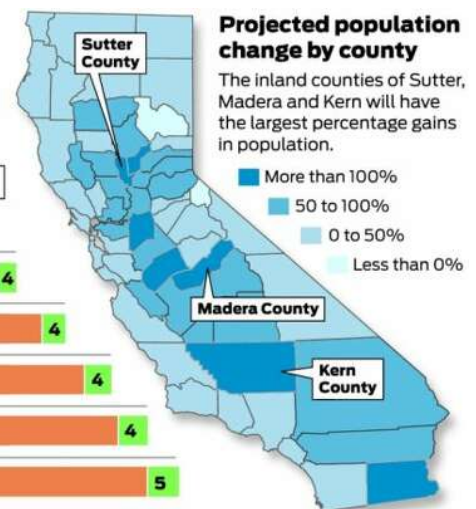 Projected population
change by county
The inland counties of Sutter,
Madera and Kern will have
the largest percentage gains
in population.
More than 100%
50 to 100%
0 to 50%
Less than 0%
Sutter
County
Madera County
Kern
County
4
4
4
4
5